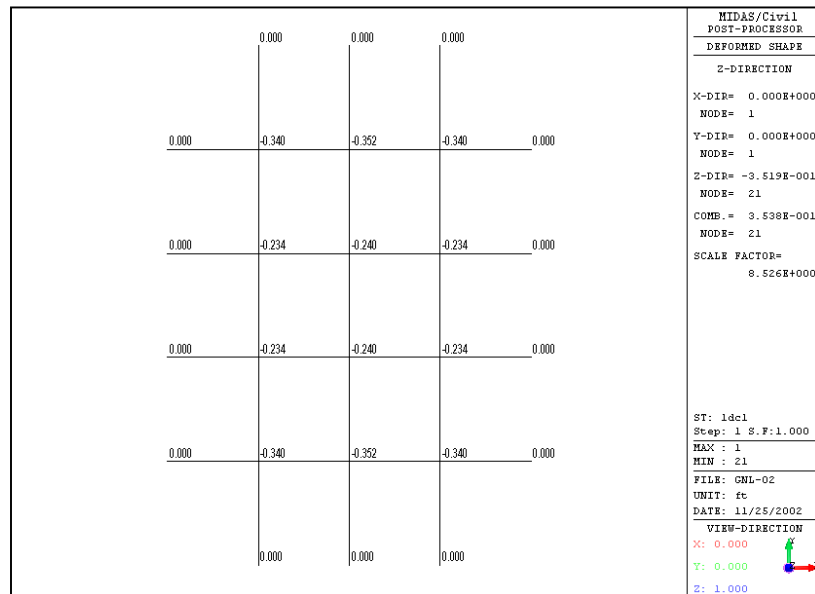 0.000 0.000 0.000
0.000 -0.340 -0.352 -0.340 0.000
0.000 -0.234 -0.240 -0.234 0.000
0.000 -0.234 -0.240 -0.234 0.000
0.000 -0.340 -0.352 -0.340 0.000
0.000 0.000 0.000
MIDAS/Civil
POST-PROCESSOR
DEFORMED SHAPE
Z-DIRECTION
X-DIR= 0.000E+000
NODE= 1
Y-DIR= 0.000E+000
NODE= 1
Z-DIR= -3.519E-001
NODE= 21
COMB.= 3.538E-001
NODE= 21
SCALE FACTOR=
8.526E+000
ST: ldc1
Step: 1 S.F:1.000
MAX : 1
MIN : 21
FILE: GNL-02
UNIT: ft
DATE: 11/25/2002
VIEW-DIRECTION
X: 0.000
Y: 0.000
Z: 1.000